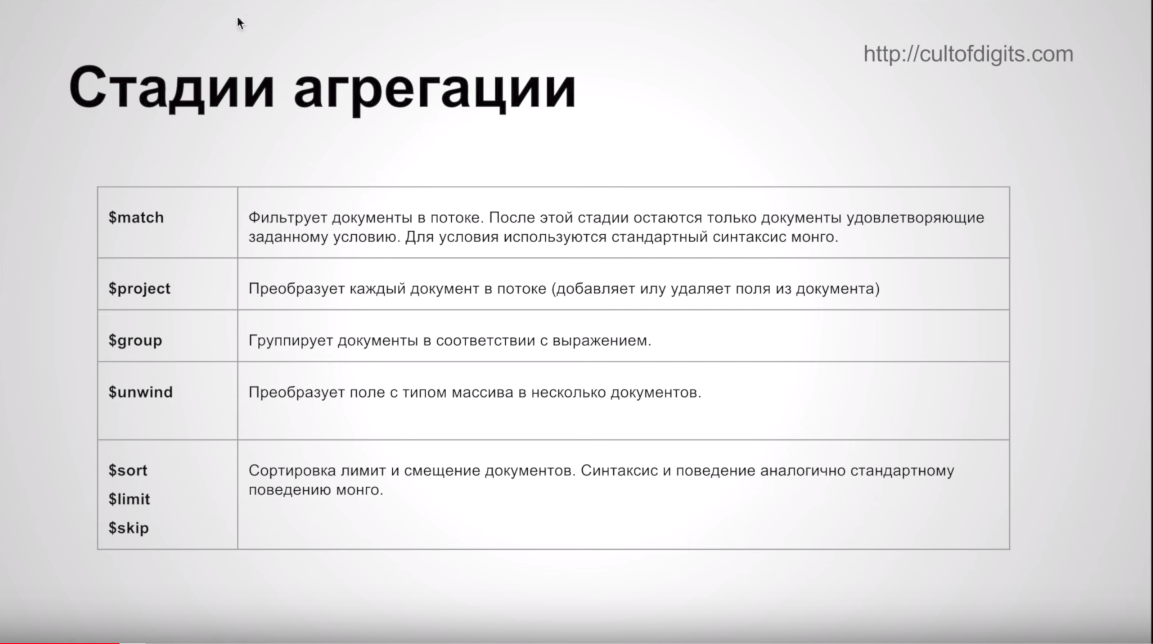 http://cultofdigits.com
Стадии агрегации
$match
Фильтрует документы в потоке. После этой стадии остаются только документы удовлетворяющие
заданному условию. Для условия используются стандартный синтаксис монго.
$project
Преобразует каждый документ в потоке (добавляет илу удаляет поля из документа)
$group
Группирует документы в соответствии с выражением.
$unwind
Преобразует поле с типом массива в несколько документов.
$sort
$limit
$skip
Сортировка лимит и смещение документов. Синтаксис и поведение аналогично стандартному
поведению монго.